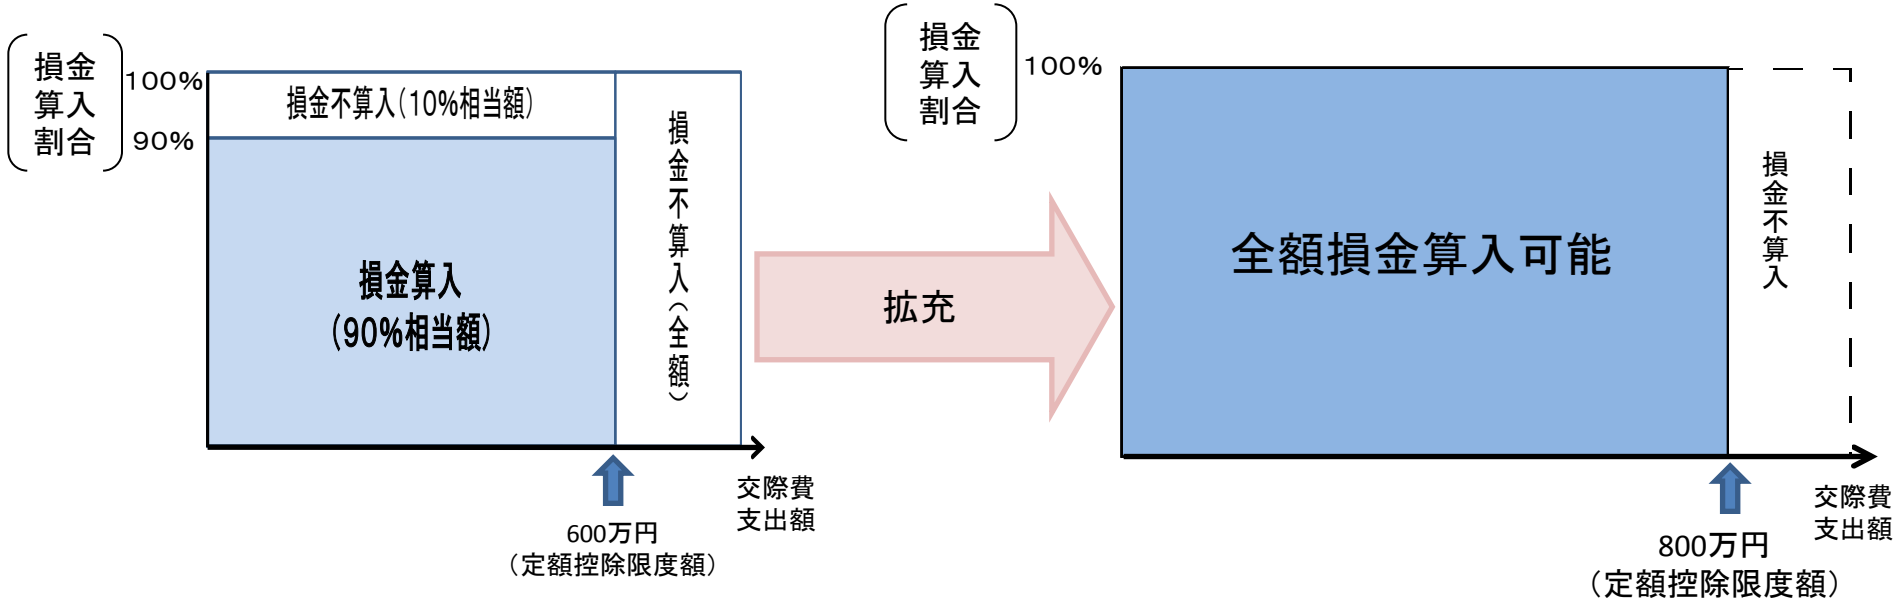 損金
算入
割合
100%
90%
損金不算入(10%相当額)
損金算入
(90%相当額)
損金不算入(全額)
600万円
(定額控除限度額)
交際費
支出額
拡充
損金
算入
割合
100%
全額損金算入可能
損金不算入
800万円
(定額控除限度額)
交際費
支出額